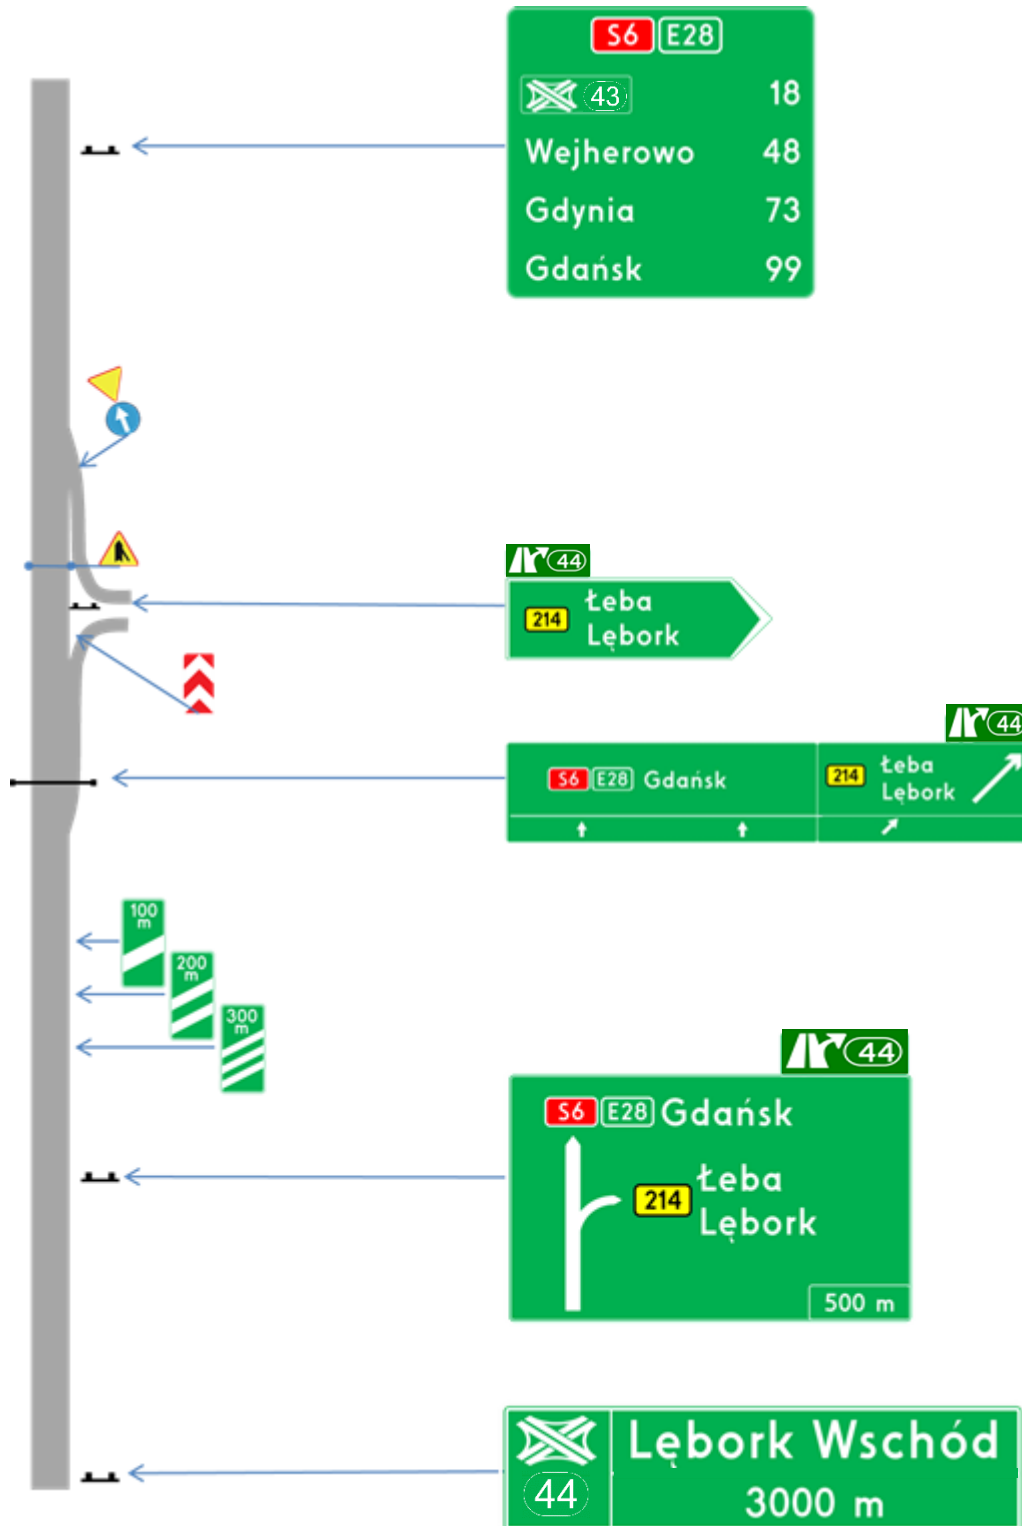 S6 E28
43 18
Wejherowo 48
Gdynia 73
Gdańsk 99
44
214 Łeba
Lębork
44
S6 E28 Gdańsk
214 Łeba
Lębork
100
m
200
m
300
m
44
S6 E28 Gdańsk
214 Łeba
Lębork
500 m
44 Lębork Wschód
3000 m